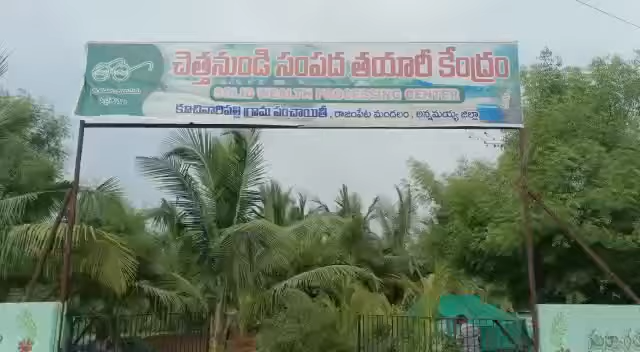 చెత్తనుండి సంపద తయారీ కేంద్రం
SOLID WEALTH PROCESSING CENTER
కూచివారిపల్లి గ్రామ పంచాయితీ , రాజంపేట మండలం , అన్నమయ్య జిల్లా